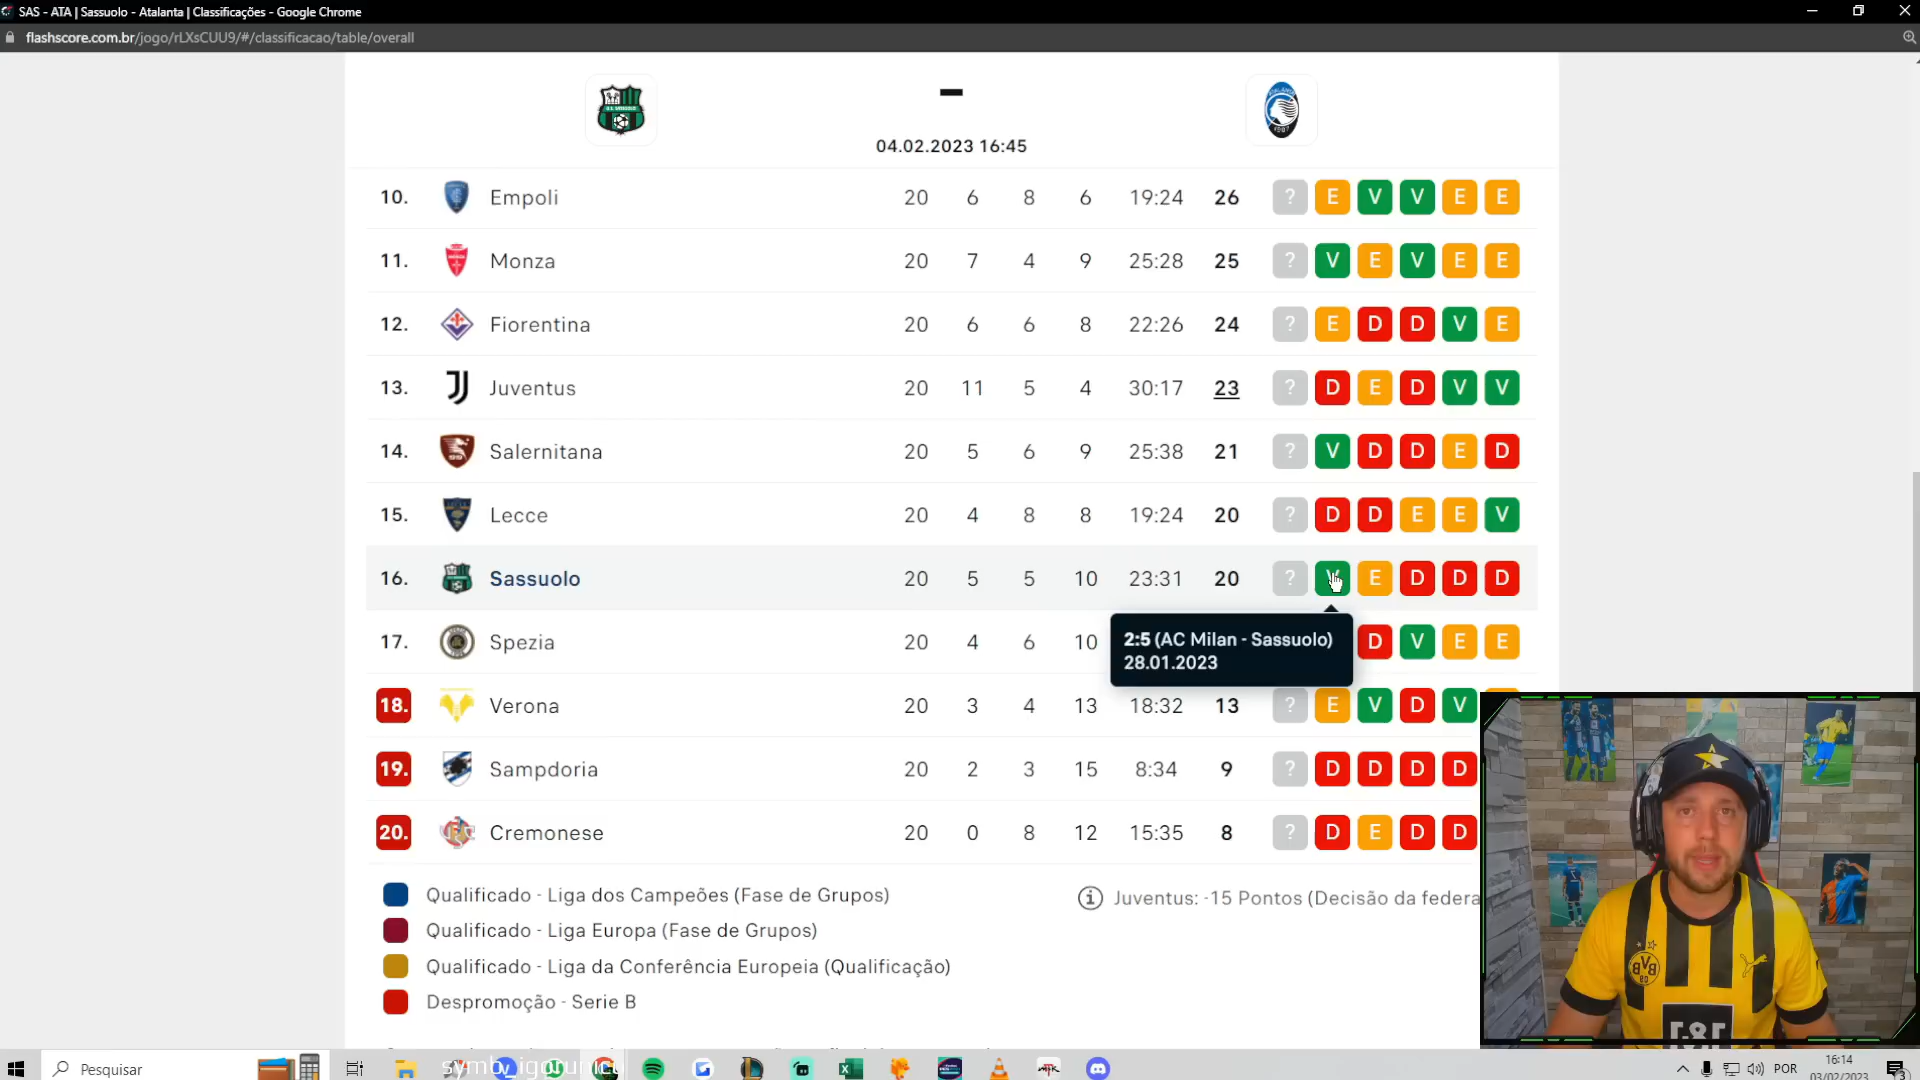 SAS - ATA | Sassuolo - Atalanta | Classificações - Google Chrome
flashscore.com.br/jogo/rLXsCUU9/#/classificacao/table/overall
-
04.02.2023 16:45
10. Empoli 20 6 8 6 19:24 26 ? E V V E E
11. Monza 20 7 4 9 25:28 25 ? V E V E E
12. Fiorentina 20 6 6 8 22:26 24 ? E D D V E
13. Juventus 20 11 5 4 30:17 23 ? D E D V V
14. Salernitana 20 5 6 9 25:38 21 ? V D D E D
15. Lecce 20 4 8 8 19:24 20 ? D D E E V
16. Sassuolo 20 5 5 10 23:31 20 ? V E D D D
17. Spezia 20 4 6 10 D V E E
2:5 (AC Milan - Sassuolo)
28.01.2023
18. Verona 20 3 4 13 18:32 13 ? E V D V
19. Sampdoria 20 2 3 15 8:34 9 ? D D D D
20. Cremonese 20 0 8 12 15:35 8 ? D E D D
Qualificado - Liga dos Campeões (Fase de Grupos)
Juventus: -15 Pontos (Decisão da federa
Qualificado - Liga Europa (Fase de Grupos)
Qualificado - Liga da Conferência Europeia (Qualificação)
Despromoção - Serie B
BVB
09
1&1
Pesquisar
POR
16:14
03/02/2023